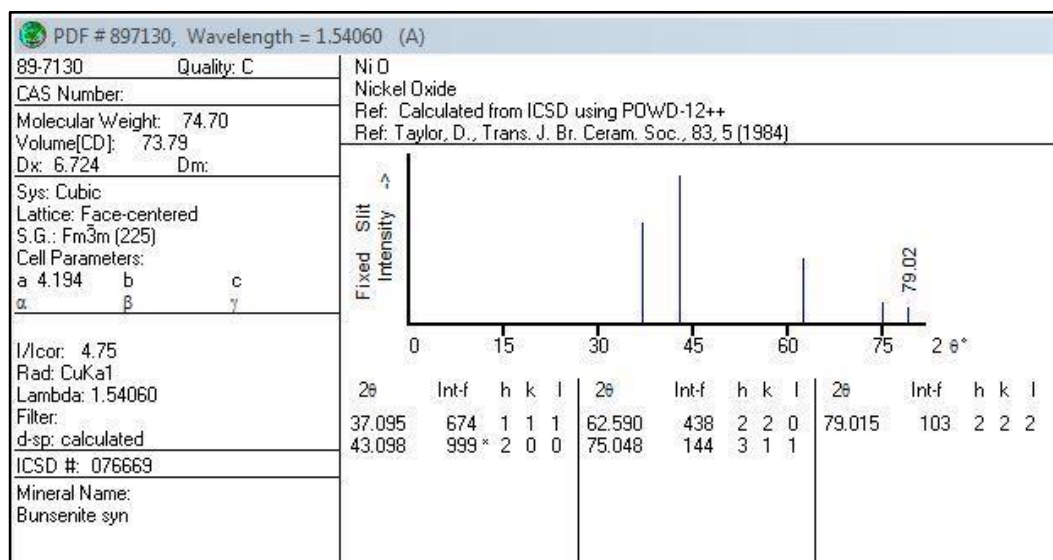 PDF # 897130, Wavelength = 1.54060 (A)
89-7130 Quality: C
CAS Number:
Molecular Weight: 74.70
Volume[CD]: 73.79
Dx: 6.724 Dm:
Sys: Cubic
Lattice: Face-centered
S.G.: Fm3̅m (225)
Cell Parameters:
a 4.194 b c
α β γ
I/Icor: 4.75
Rad: CuKa1
Lambda: 1.54060
Filter:
d-sp: calculated
ICSD #: 076669
Mineral Name:
Bunsenite syn
Ni O
Nickel Oxide
Ref: Calculated from ICSD using POWD-12++
Ref: Taylor, D., Trans. J. Br. Ceram. Soc., 83, 5 (1984)
Fixed Slit
Intensity ->
79.02
0 15 30 45 60 75 2 θ°
2θ Int-f h k l 2θ Int-f h k l 2θ Int-f h k l
37.095 674 1 1 1 62.590 438 2 2 0 79.015 103 2 2 2
43.098 999 * 2 0 0 75.048 144 3 1 1